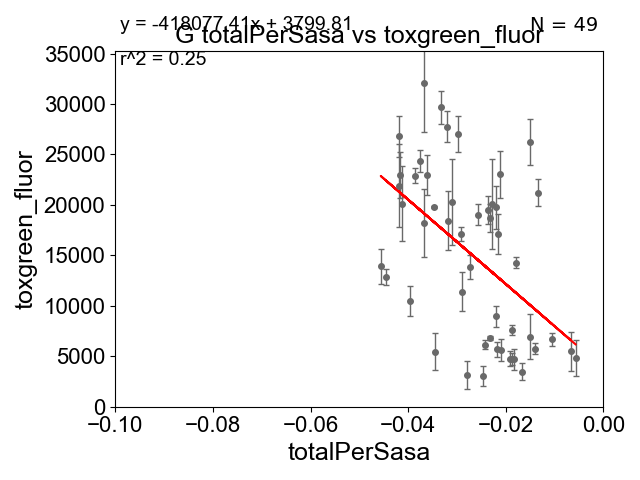 y = -418077.41x + 3799.81
N = 49
G totalPerSasa vs toxgreen_fluor
r^2 = 0.25
35000
30000
25000
20000
15000
10000
5000
0
toxgreen_fluor
−0.10 −0.08 −0.06 −0.04 −0.02 0.00
totalPerSasa